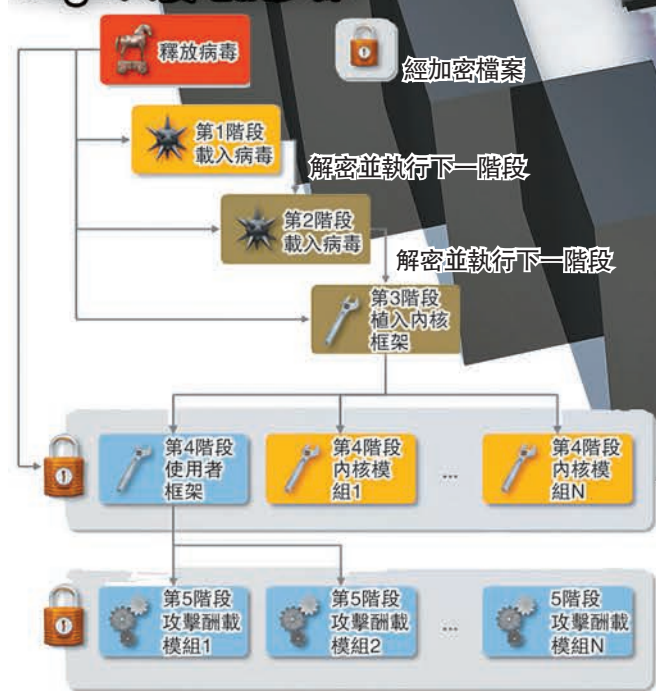 釋放病毒
經加密檔案
第1階段
載入病毒
解密並執行下一階段
第2階段
載入病毒
解密並執行下一階段
第3階段
植入內核
框架
第4階段
使用者
框架
第4階段
內核模
組1
...
第4階段
內核模
組N
第5階段
攻擊酬載
模組1
第5階段
攻擊酬載
模組2
...
5階段
攻擊酬載
模組N